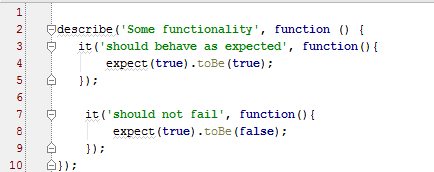 1
2 describe('Some functionality', function () {
3 it('should behave as expected', function(){
4 expect(true).toBe(true);
5 });
6
7 it('should not fail', function(){
8 expect(true).toBe(false);
9 });
10 });